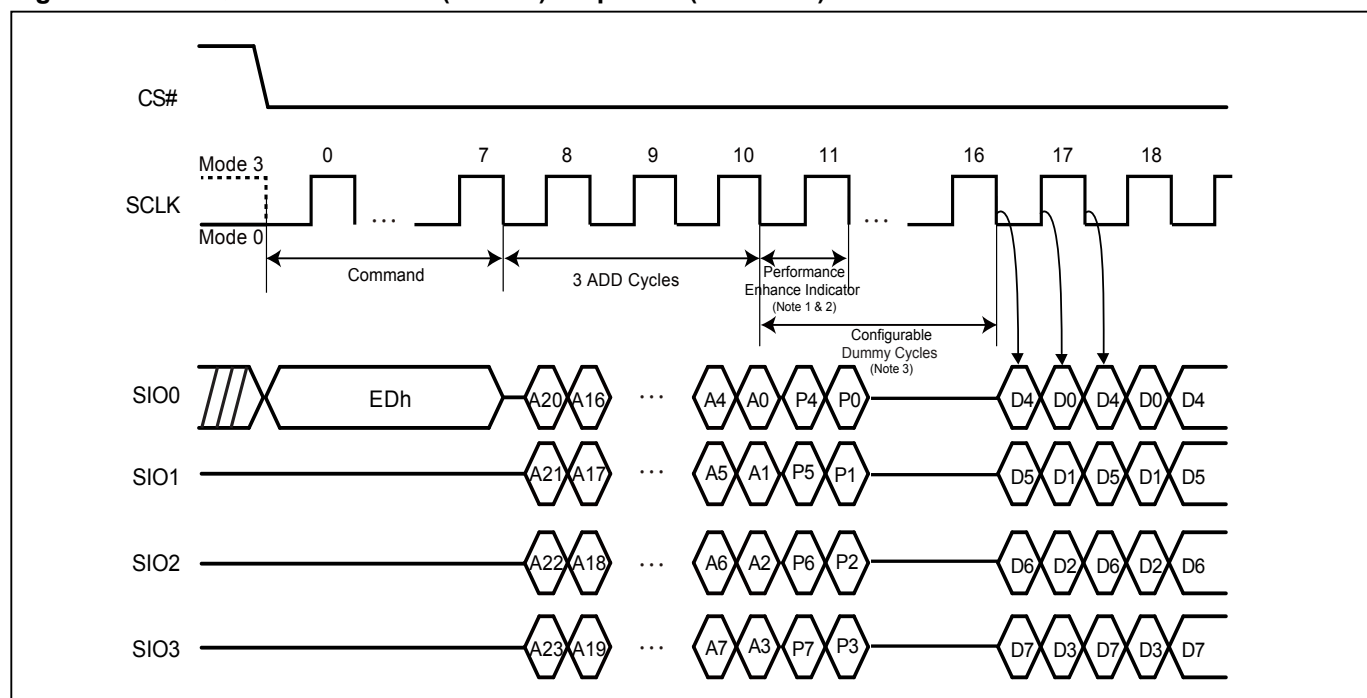 CS#
Mode 3
0 7 8 9 10 11 16 17 18
SCLK
...
...
Mode 0
Command
3 ADD Cycles
Performance
Enhance Indicator
(Note 1 & 2)
Configurable
Dummy Cycles
(Note 3)
SIO0 EDh A20 A16 ... A4 A0 P4 P0 D4 D0 D4 D0 D4
SIO1 A21 A17 ... A5 A1 P5 P1 D5 D1 D5 D1 D5
SIO2 A22 A18 ... A6 A2 P6 P2 D6 D2 D6 D2 D6
SIO3 A23 A19 ... A7 A3 P7 P3 D7 D3 D7 D3 D7